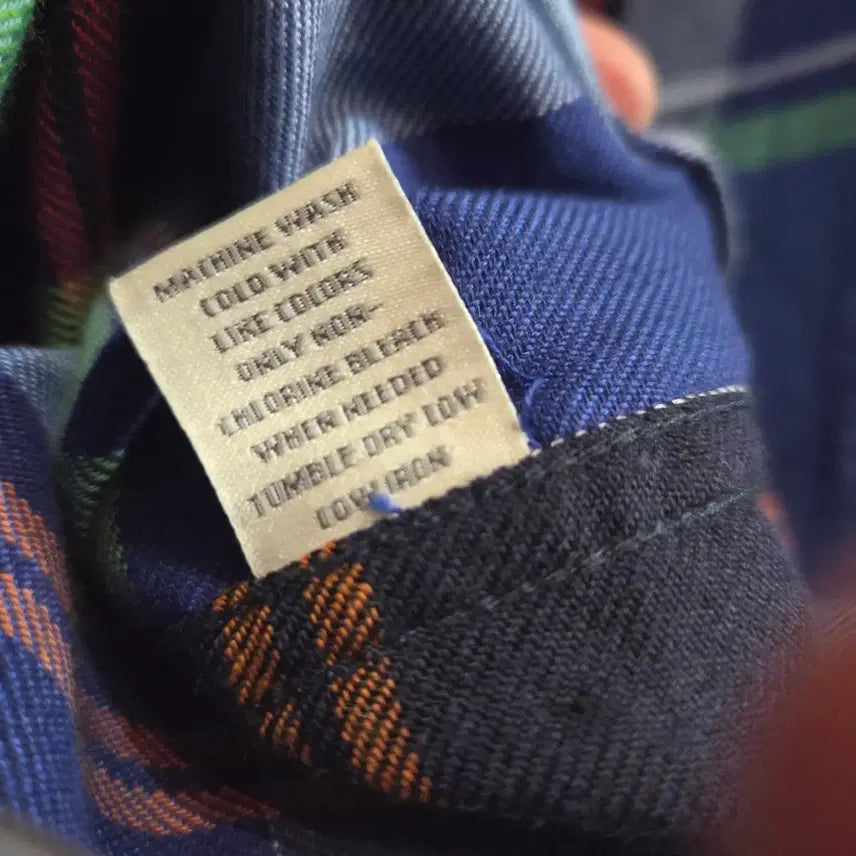 MACHINE WASH
COLD WITH
LIKE COLORS
ONLY NON-
CHLORINE BLEACH
WHEN NEEDED
TUMBLE DRY LOW
LOW IRON